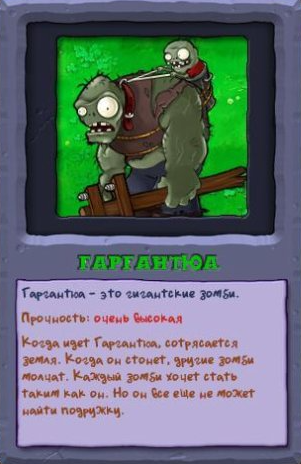 ГАРГАНТЮА
Гаргантюа - это гигантские зомби.
Прочность: очень высокая
Когда идет Гаргантюа, сотрясается
земля. Когда он стонет, другие зомби
молчат. Каждый зомби хочет стать
таким как он. Но он все еще не может
найти подружку.